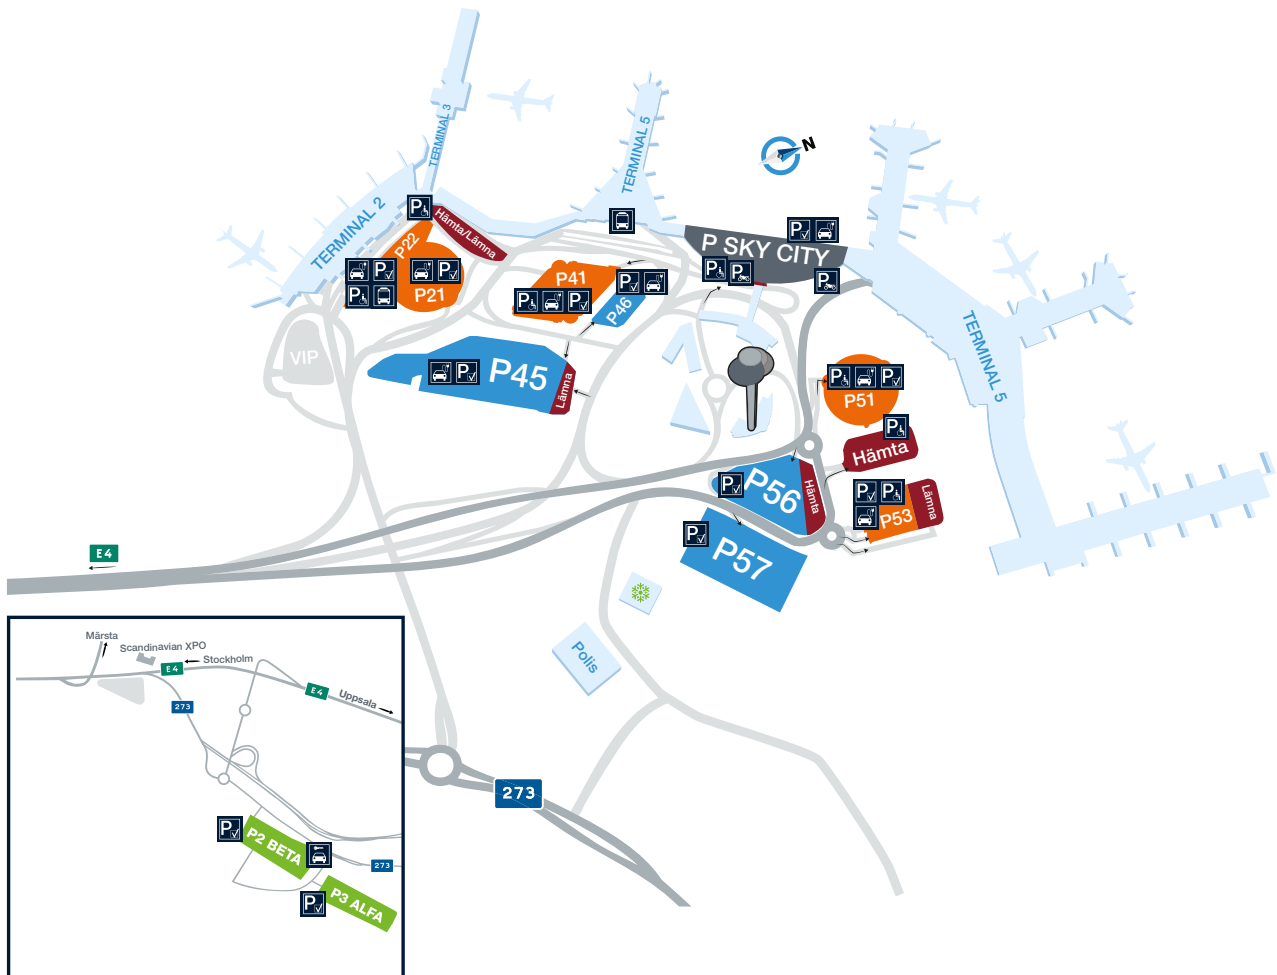 TERMINAL 3
TERMINAL 5
N
TERMINAL 2
P
Hämta/Lämna
P22
P SKY CITY
P
P
P
P
P
P
P21
P41
P
P
P
P46
P
P
P
VIP
P
P45
Lämna
TERMINAL 5
P
P
P51
P
Hämta
P
P56
Hämta
P
P
P53
Lämna
P
P57
E4
Polis
Märsta
Scandinavian XPO
E4
Stockholm
E4
Uppsala
273
273
P
P2 BETA
273
P
P3 ALFA